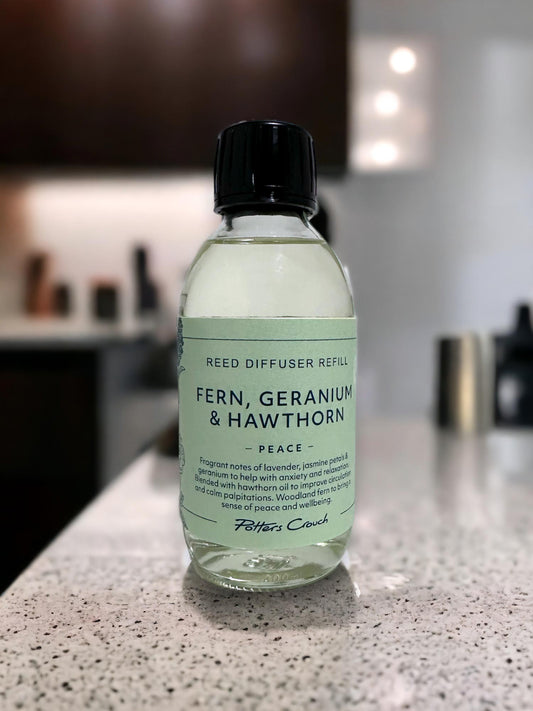 REED DIFFUSER REFILL
FERN, GERANIUM
& HAWTHORN
– PEACE –
Fragrant notes of lavender, jasmine petals &
geranium to help with anxiety and relaxation.
Blended with hawthorn oil to improve circulation
and calm palpitations. Woodland fern to bring a
sense of peace and wellbeing.
Potters Crouch